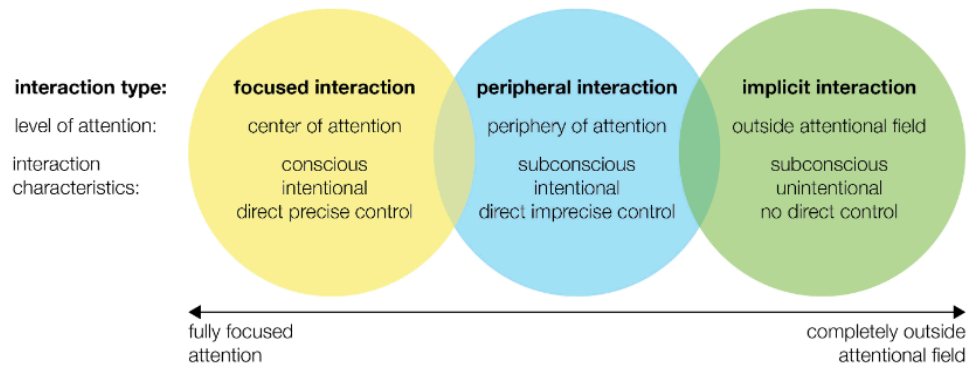 interaction type: focused interaction peripheral interaction implicit interaction
level of attention: center of attention periphery of attention outside attentional field
interaction conscious subconscious subconscious
characteristics: intentional intentional unintentional
direct precise control direct imprecise control no direct control
fully focused completely outside
attention attentional field